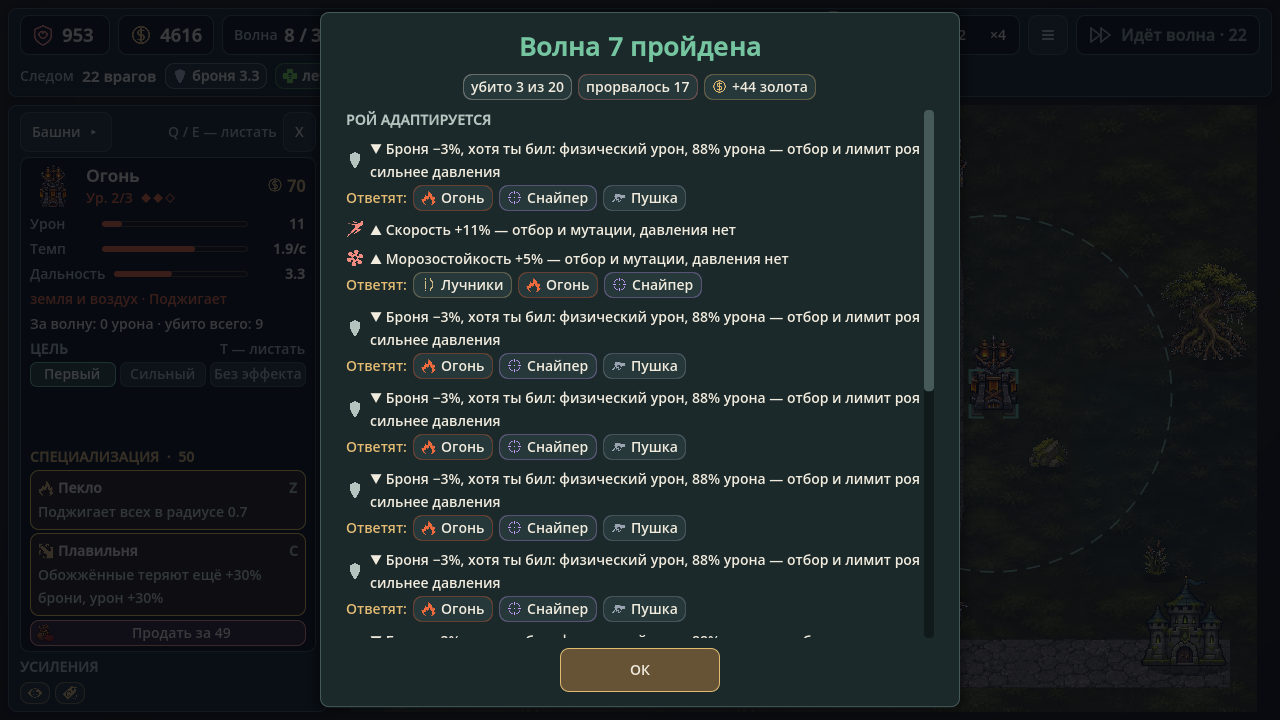 953
4616
Волна 8 / 3
2
×4
Идёт волна · 22
Следом 22 врагов
броня 3.3
ле
Башни ▸
Q / E — листать
X
Огонь
70
Ур. 2/3
Урон
11
Темп
1.9/с
Дальность
3.3
земля и воздух · Поджигает
За волну: 0 урона · убито всего: 9
ЦЕЛЬ
T — листать
Первый
Сильный
Без эффекта
СПЕЦИАЛИЗАЦИЯ · 50
Пекло
Z
Поджигает всех в радиусе 0.7
Плавильня
C
Обожжённые теряют ещё +30%
брони, урон +30%
Продать за 49
УСИЛЕНИЯ
Волна 7 пройдена
убито 3 из 20
прорвалось 17
+44 золота
РОЙ АДАПТИРУЕТСЯ
▼ Броня −3%, хотя ты бил: физический урон, 88% урона — отбор и лимит роя
сильнее давления
Ответят: Огонь Снайпер Пушка
▲ Скорость +11% — отбор и мутации, давления нет
▲ Морозостойкость +5% — отбор и мутации, давления нет
Ответят: Лучники Огонь Снайпер
▼ Броня −3%, хотя ты бил: физический урон, 88% урона — отбор и лимит роя
сильнее давления
Ответят: Огонь Снайпер Пушка
▼ Броня −3%, хотя ты бил: физический урон, 88% урона — отбор и лимит роя
сильнее давления
Ответят: Огонь Снайпер Пушка
▼ Броня −3%, хотя ты бил: физический урон, 88% урона — отбор и лимит роя
сильнее давления
Ответят: Огонь Снайпер Пушка
▼ Броня −3%, хотя ты бил: физический урон, 88% урона — отбор и лимит роя
сильнее давления
Ответят: Огонь Снайпер Пушка
ОК